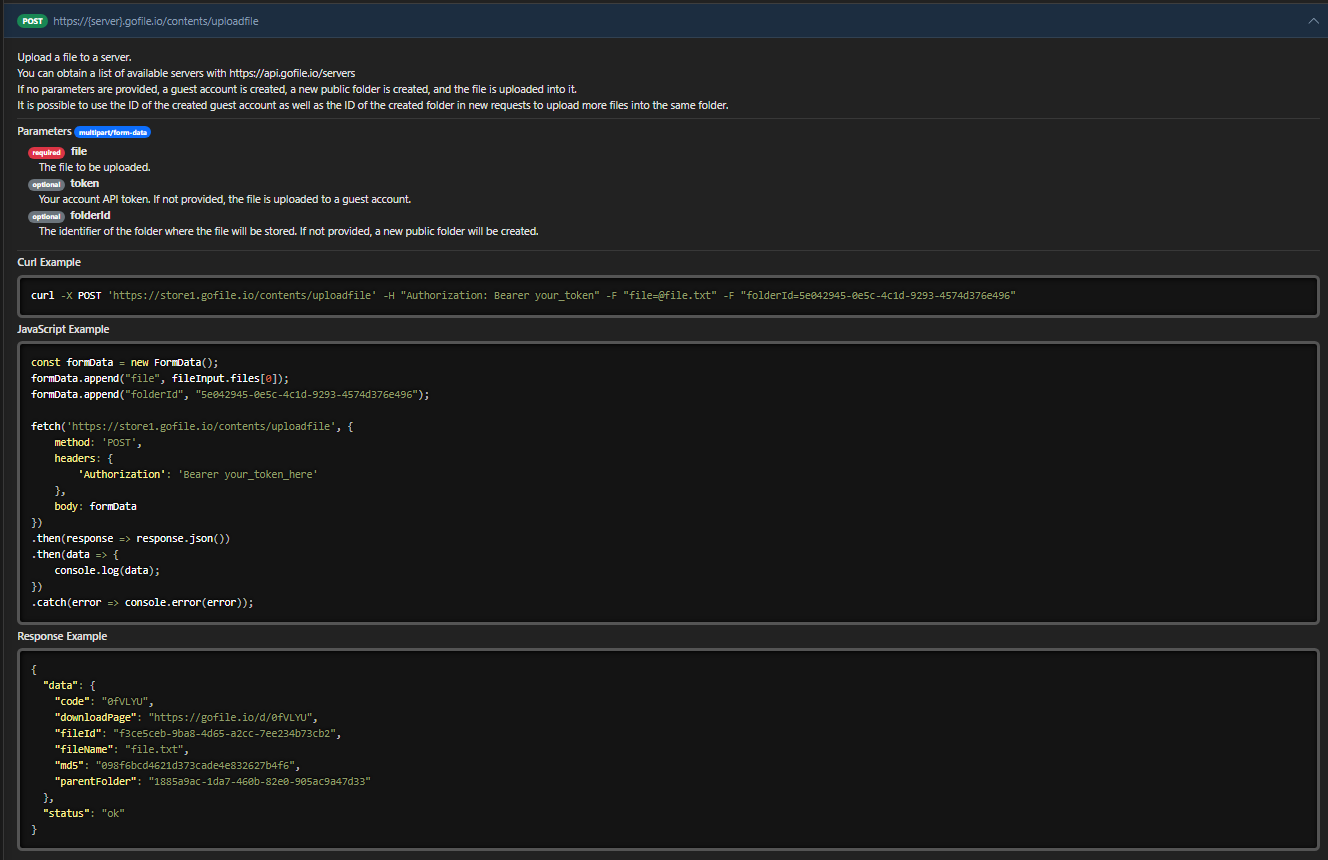 POST https://{server}.gofile.io/contents/uploadfile
Upload a file to a server.
You can obtain a list of available servers with https://api.gofile.io/servers
If no parameters are provided, a guest account is created, a new public folder is created, and the file is uploaded into it.
It is possible to use the ID of the created guest account as well as the ID of the created folder in new requests to upload more files into the same folder.
Parameters multipart/form-data
required file
The file to be uploaded.
optional token
Your account API token. If not provided, the file is uploaded to a guest account.
optional folderId
The identifier of the folder where the file will be stored. If not provided, a new public folder will be created.
Curl Example
curl -X POST 'https://store1.gofile.io/contents/uploadfile' -H "Authorization: Bearer your_token" -F "file=@file.txt" -F "folderId=5e042945-0e5c-4c1d-9293-4574d376e496"
JavaScript Example
const formData = new FormData();
formData.append("file", fileInput.files[0]);
formData.append("folderId", "5e042945-0e5c-4c1d-9293-4574d376e496");
fetch('https://store1.gofile.io/contents/uploadfile', {
method: 'POST',
headers: {
'Authorization': 'Bearer your_token_here'
},
body: formData
})
.then(response => response.json())
.then(data => {
console.log(data);
})
.catch(error => console.error(error));
Response Example
{
"data": {
"code": "0fVLYU",
"downloadPage": "https://gofile.io/d/0fVLYU",
"fileId": "f3ce5ceb-9ba8-4d65-a2cc-7ee234b73cb2",
"fileName": "file.txt",
"md5": "098f6bcd4621d373cade4e832627b4f6",
"parentFolder": "1885a9ac-1da7-460b-82e0-905ac9a47d33"
},
"status": "ok"
}